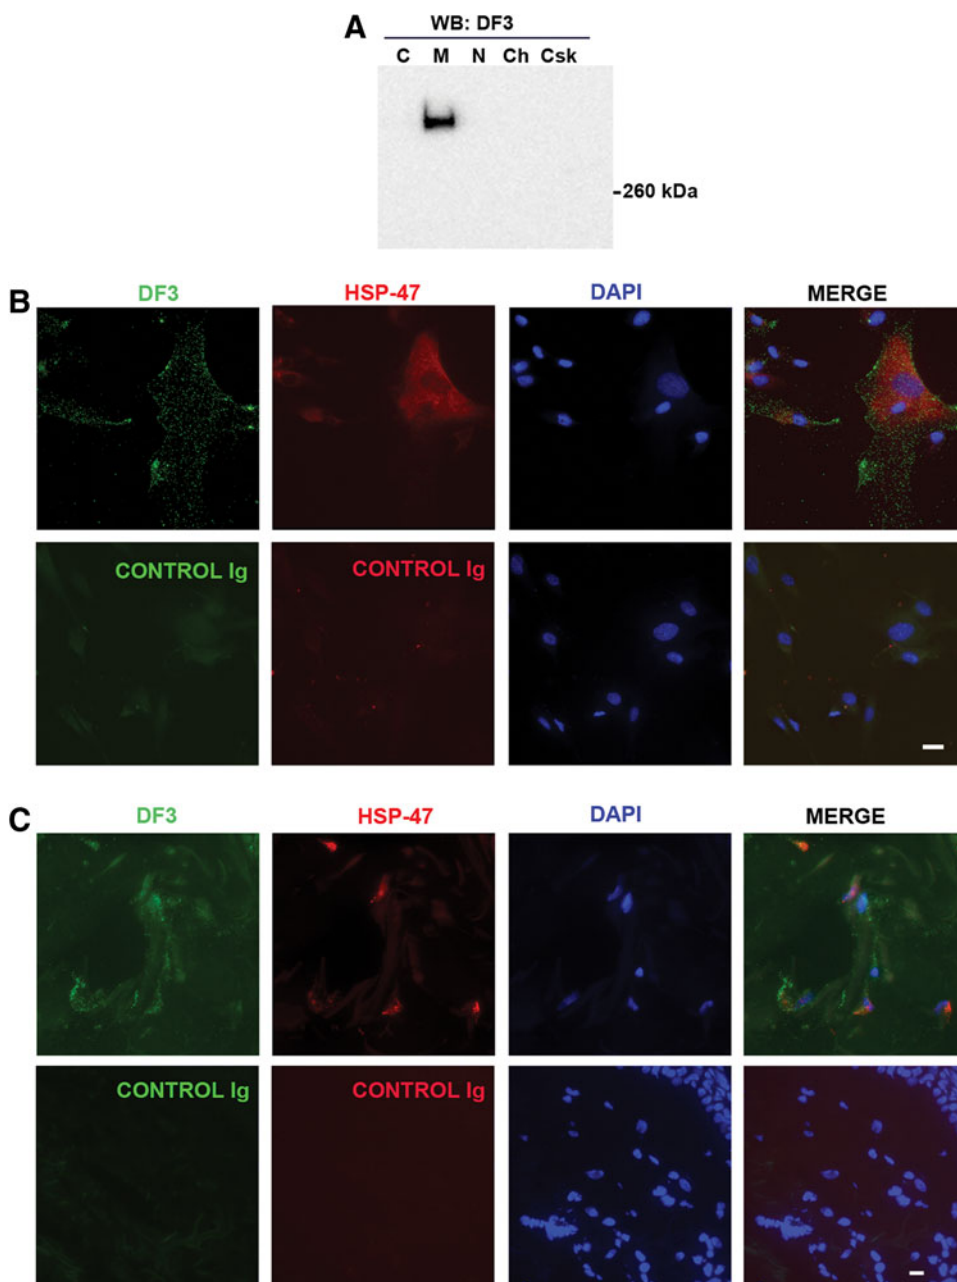 A
WB: DF3
C M N Ch Csk
-260 kDa
B
DF3 HSP-47 DAPI MERGE
CONTROL Ig CONTROL Ig
C
DF3 HSP-47 DAPI MERGE
CONTROL Ig CONTROL Ig